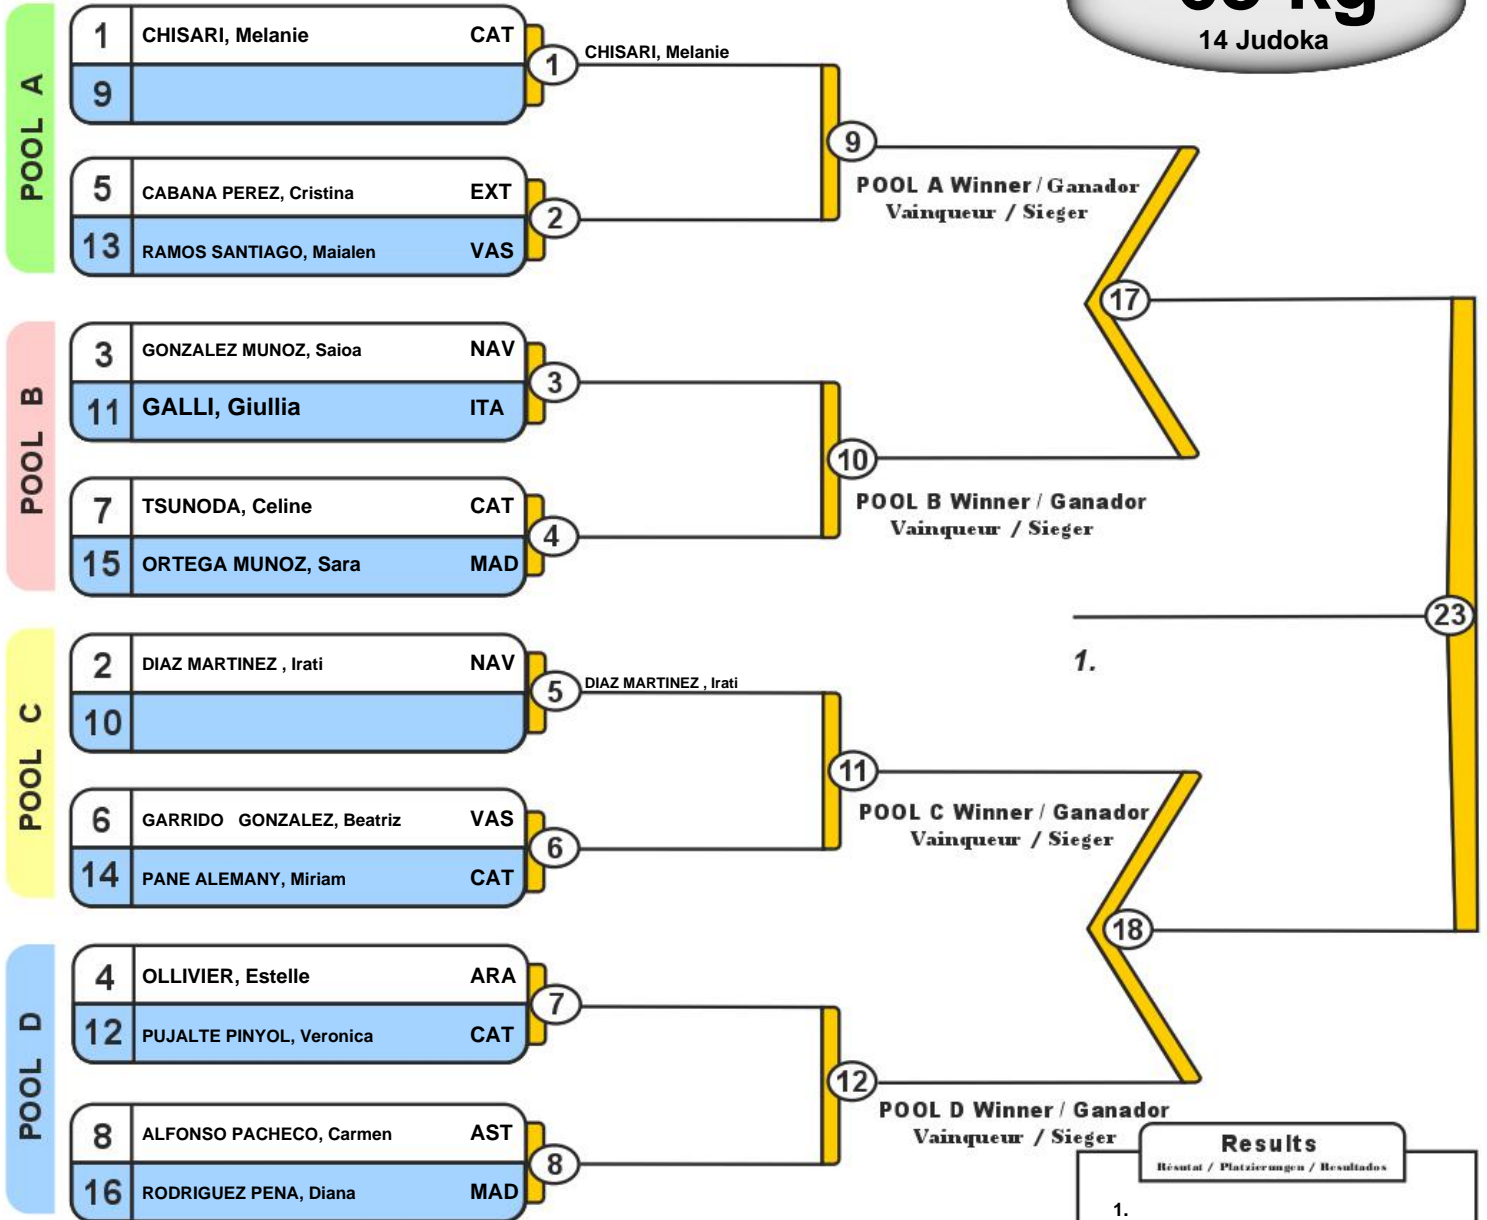 kg
14 Judoka
POOL A
1 CHISARI, Melanie CAT
9
1 CHISARI, Melanie
5 CABANA PEREZ, Cristina EXT
13 RAMOS SANTIAGO, Maialen VAS
2
9
POOL A Winner / Ganador
Vainqueur / Sieger
17
POOL B
3 GONZALEZ MUNOZ, Saioa NAV
11 GALLI, Giullia ITA
3
7 TSUNODA, Celine CAT
15 ORTEGA MUNOZ, Sara MAD
4
10
POOL B Winner / Ganador
Vainqueur / Sieger
23
1.
POOL C
2 DIAZ MARTINEZ , Irati NAV
10
5 DIAZ MARTINEZ , Irati
6 GARRIDO GONZALEZ, Beatriz VAS
14 PANE ALEMANY, Miriam CAT
6
11
POOL C Winner / Ganador
Vainqueur / Sieger
18
POOL D
4 OLLIVIER, Estelle ARA
12 PUJALTE PINYOL, Veronica CAT
7
8 ALFONSO PACHECO, Carmen AST
16 RODRIGUEZ PENA, Diana MAD
8
12
POOL D Winner / Ganador
Vainqueur / Sieger
Results
Résutat / Platzierungen / Resultados
1.